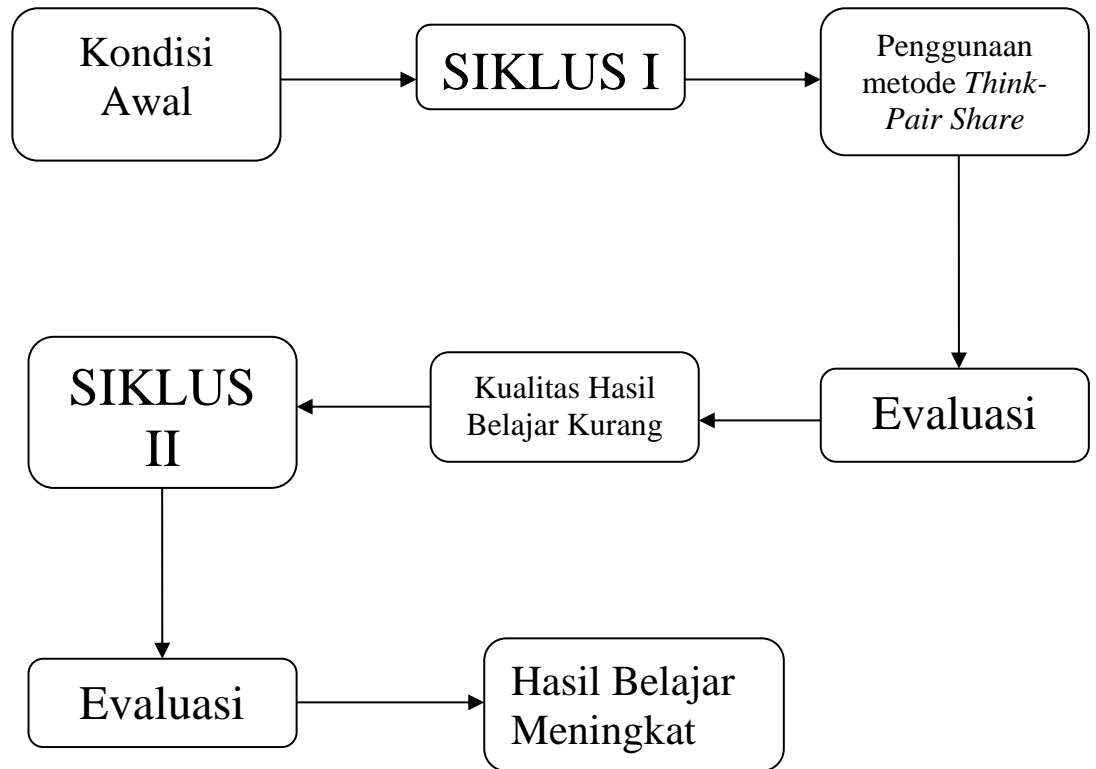 Kondisi
Awal
SIKLUS I
Penggunaan
metode Think-
Pair Share
Evaluasi
Kualitas Hasil
Belajar Kurang
SIKLUS
II
Evaluasi
Hasil Belajar
Meningkat